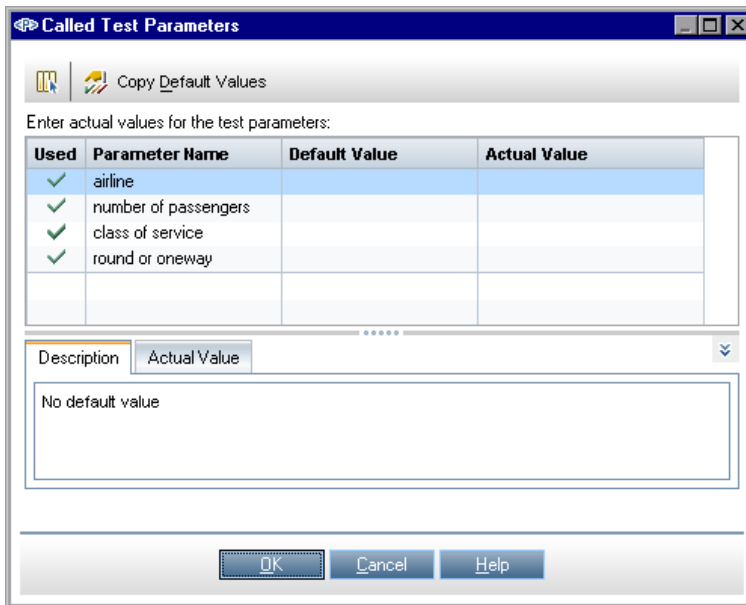 Called Test Parameters
Copy Default Values
Enter actual values for the test parameters:
Used Parameter Name Default Value Actual Value
airline
number of passengers
class of service
round or oneway
Description Actual Value
No default value
OK Cancel Help